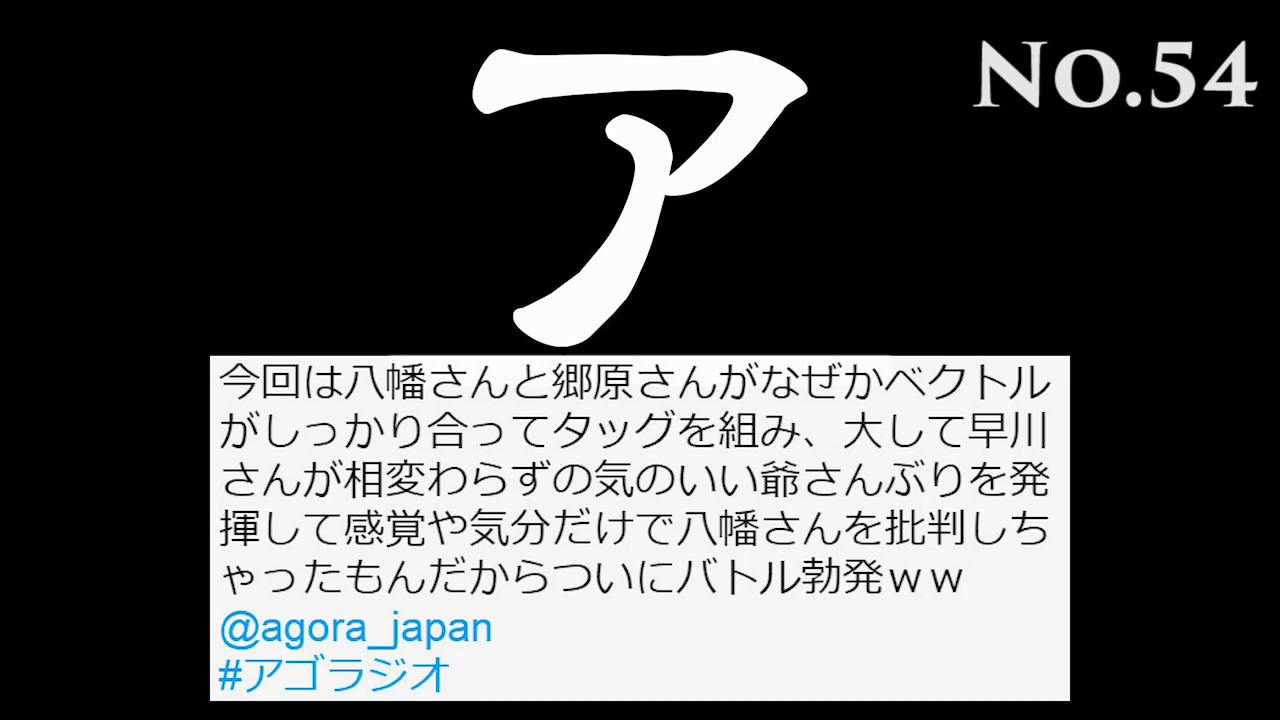 ア
No.54
今回は八幡さんと郷原さんがなぜかベクトル
がしっかり合ってタッグを組み、大して早川
さんが相変わらずの気のいい爺さんぶりを発
揮して感覚や気分だけで八幡さんを批判しち
ゃったもんだからついにバトル勃発ｗｗ
@agora_japan
#アゴラジオ